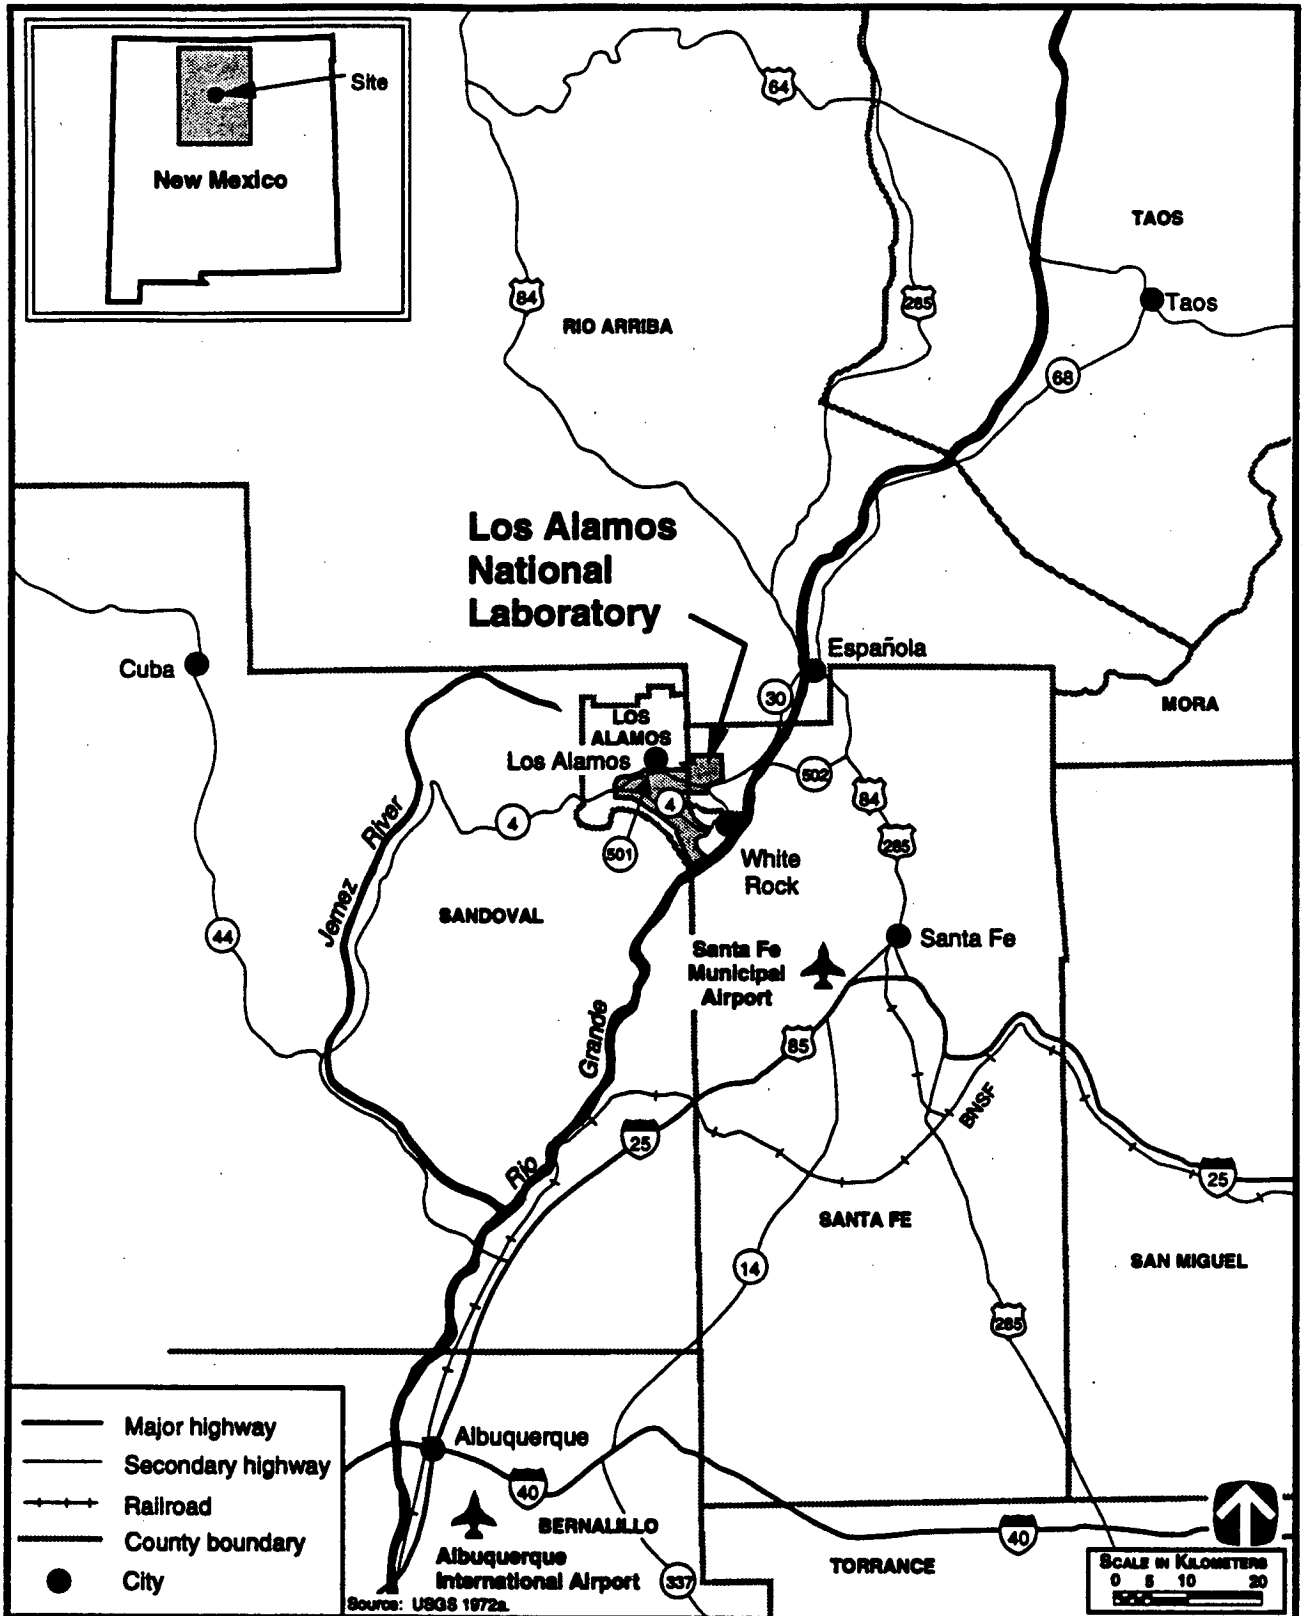 Site
New Mexico
64
TAOS
84
285
Taos
RIO ARRIBA
68
Los Alamos
National
Laboratory
Española
Cuba
30
MORA
LOS
ALAMOS
Los Alamos
502
84
4
4
501
285
White
Rock
Jemez River
SANDOVAL
44
Santa Fe
Santa Fe
Municipal
Airport
85
Rio Grande
BNSF
25
25
SANTA FE
SAN MIGUEL
14
285
Major highway
Secondary highway
Railroad
County boundary
City
Albuquerque
40
BERNALILLO
Albuquerque
International Airport
337
40
TORRANCE
SCALE IN KILOMETERS
0 5 10 20
Source: USGS 1972a.